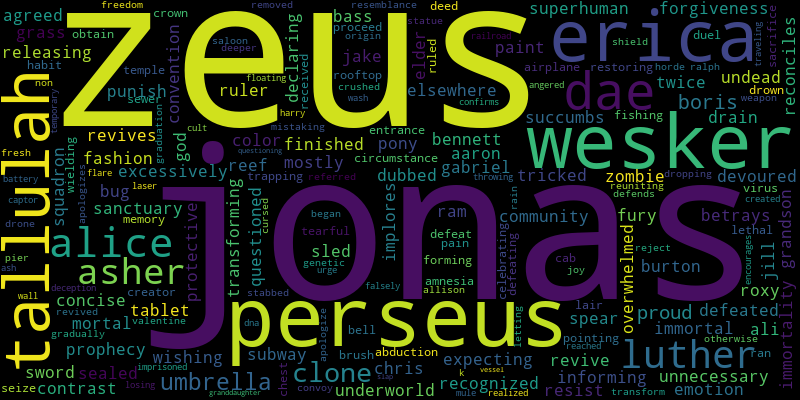 freedom crown removed resemblance deed superhuman forgiveness
agreed obtain bass proceed origin statue duel
grass saloon deeper ruled erica shield sacrifice
releasing zeus jake elder paint railroad traveling
habit temple convention declaring received rooftop crushed wash airplane restoring horde ralph reconciles
non punish sewer ruler floating elsewhere dae twice undead
tallulah temporary harry angered boris drown weapon
wielding graduation cult mistaking entrance confirms wesker drain
fresh revives god color finished pony bennett succumbs fishing
squadron fashion flare questioning mostly circumstance aaron zombie reuniting dropping
battery excessively reef trapping referred dubbed gabriel tricked defends devoured
captor apologizes bug laser cursed throwing virus created
drone sanctuary memory protective transforming questioned jonas began tearful implores ram community rain fury betrays lethal
pier alice sled defeat pain celebrating defeating cab overwhelmed reject encourages jill
ash asher genetic urge forming joy burton roxy
wall deception creator stabbed falsely amnesia allison lair proud defeated
concise revived valentine tablet perseus letting spear immortal ali
gradually mortal dna apologize bell pointing otherwise
prophecy wishing subway brush abduction expecting reached luther ran
sealed imprisoned clone chris k vessel revive informing unnecessary
seize sword umbrella chest slap recognized realized resist transform emotion
contrast losing granddaughter convoy underworld mule immortality grandson